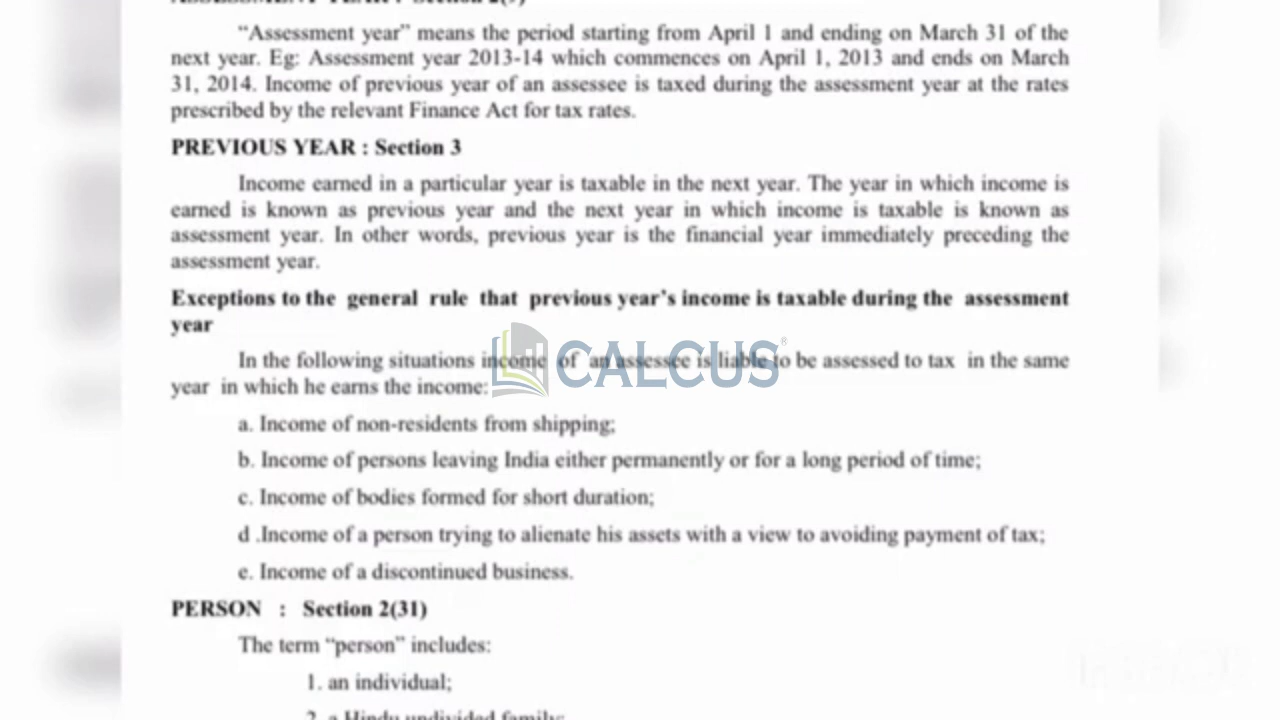 ASSESSMENT YEAR : Section 2(9)
“Assessment year” means the period starting from April 1 and ending on March 31 of the
next year. Eg: Assessment year 2013-14 which commences on April 1, 2013 and ends on March
31, 2014. Income of previous year of an assessee is taxed during the assessment year at the rates
prescribed by the relevant Finance Act for tax rates.
PREVIOUS YEAR : Section 3
Income earned in a particular year is taxable in the next year. The year in which income is
earned is known as previous year and the next year in which income is taxable is known as
assessment year. In other words, previous year is the financial year immediately preceding the
assessment year.
Exceptions to the general rule that previous year’s income is taxable during the assessment
year
In the following situations income of an assessee is liable to be assessed to tax in the same
year in which he earns the income:
CALCUS®
a. Income of non-residents from shipping;
b. Income of persons leaving India either permanently or for a long period of time;
c. Income of bodies formed for short duration;
d .Income of a person trying to alienate his assets with a view to avoiding payment of tax;
e. Income of a discontinued business.
PERSON : Section 2(31)
The term “person” includes:
1. an individual;
2. a Hindu undivided family;